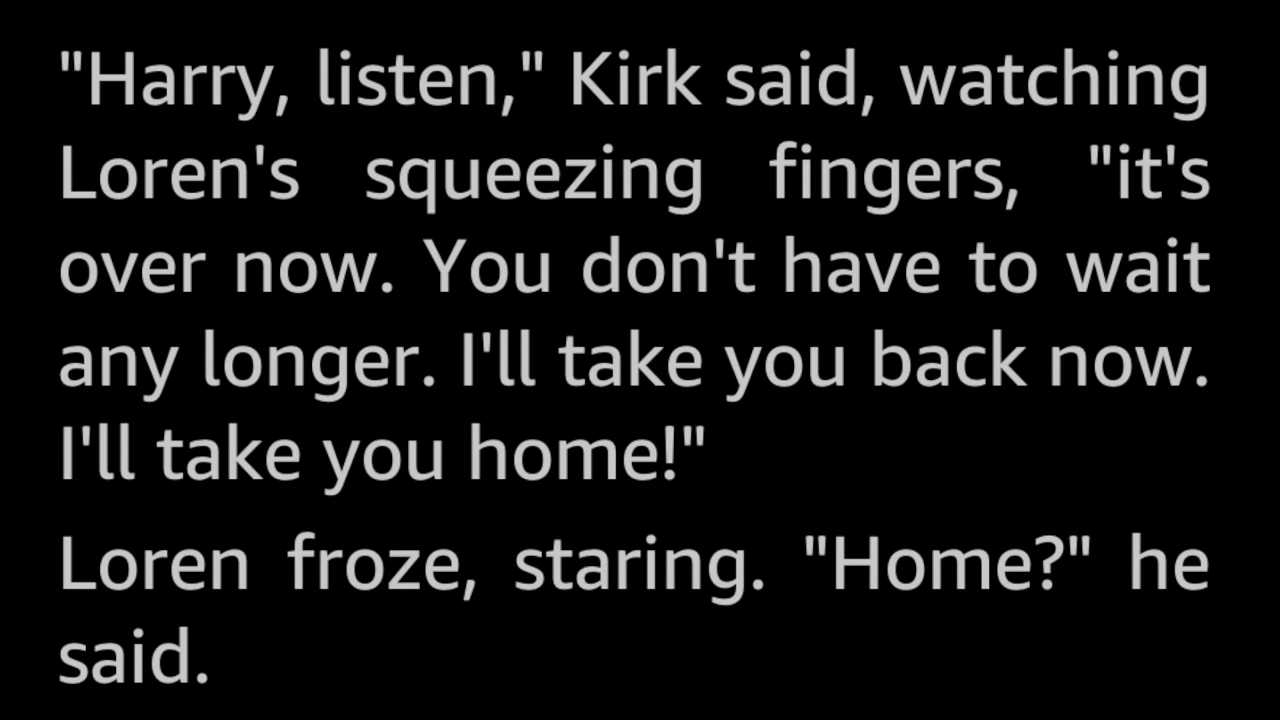 "Harry, listen," Kirk said, watching
Loren's squeezing fingers, "it's
over now. You don't have to wait
any longer. I'll take you back now.
I'll take you home!"
Loren froze, staring. "Home?" he
said.